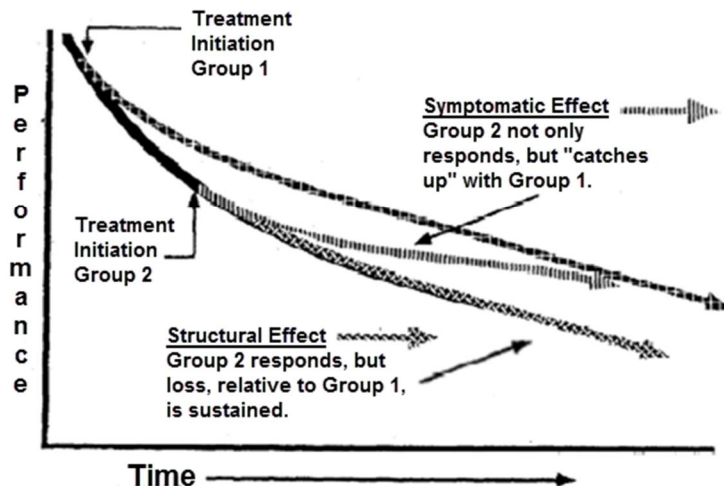 Performance
Treatment
Initiation
Group 1
Symptomatic Effect
Group 2 not only
responds, but "catches
up" with Group 1.
Treatment
Initiation
Group 2
Structural Effect
Group 2 responds, but
loss, relative to Group 1,
is sustained.
Time